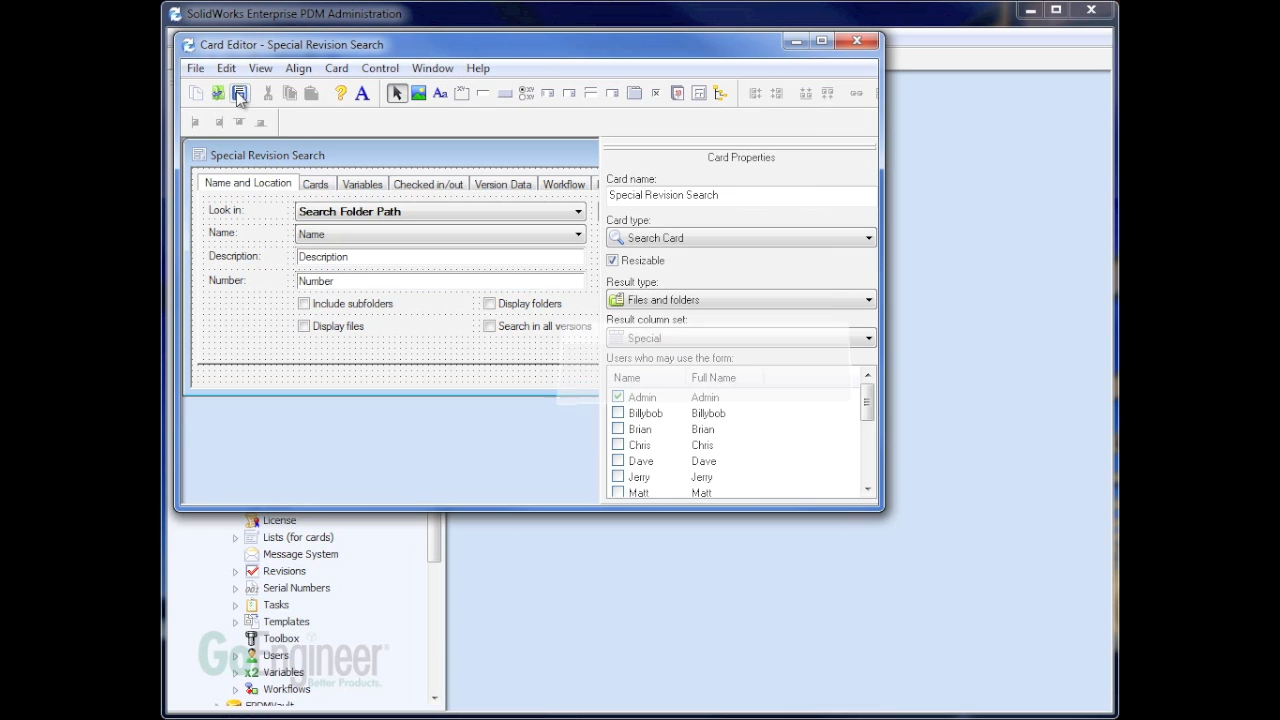 SolidWorks Enterprise PDM Administration
Card Editor - Special Revision Search
File Edit View Align Card Control Window Help
Special Revision Search
Name and Location Cards Variables Checked in/out Version Data Workflow
Look in: Search Folder Path
Name: Name
Description: Description
Number: Number
Include subfolders Display folders
Display files Search in all versions
Card Properties
Card name:
Special Revision Search
Card type:
Search Card
Resizable
Result type:
Files and folders
Result column set:
Special
Users who may use the form:
Name Full Name
Admin Admin
Billybob Billybob
Brian Brian
Chris Chris
Dave Dave
Jerry Jerry
Matt Matt
License
Lists (for cards)
Message System
Revisions
Serial Numbers
Tasks
Templates
Toolbox
Users
Variables
Workflows
EPDMVault
GoEngineer
Better Products.